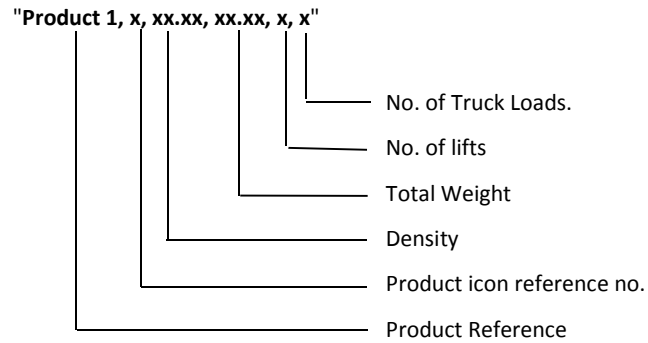 "Product 1, x, xx.xx, xx.xx, x, x"
No. of Truck Loads.
No. of lifts
Total Weight
Density
Product icon reference no.
Product Reference